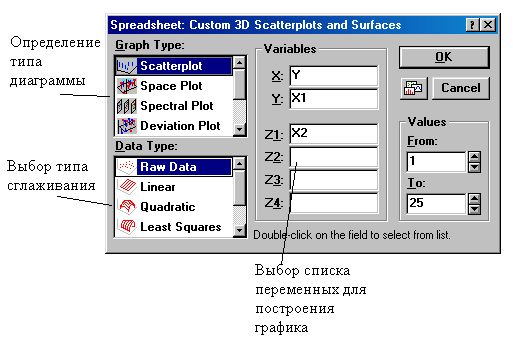 Spreadsheet: Custom 3D Scatterplots and Surfaces
Определение
типа
диаграммы
Graph Type:
Scatterplot
Space Plot
Spectral Plot
Deviation Plot
Выбор типа
сглаживания
Data Type:
Raw Data
Linear
Quadratic
Least Squares
Variables
X: Y
Y: X1
Z1: X2
Z2:
Z3:
Z4:
OK
Cancel
Values
From:
1
To:
25
Double-click on the field to select from list.
Выбор списка
переменных для
построения
графика